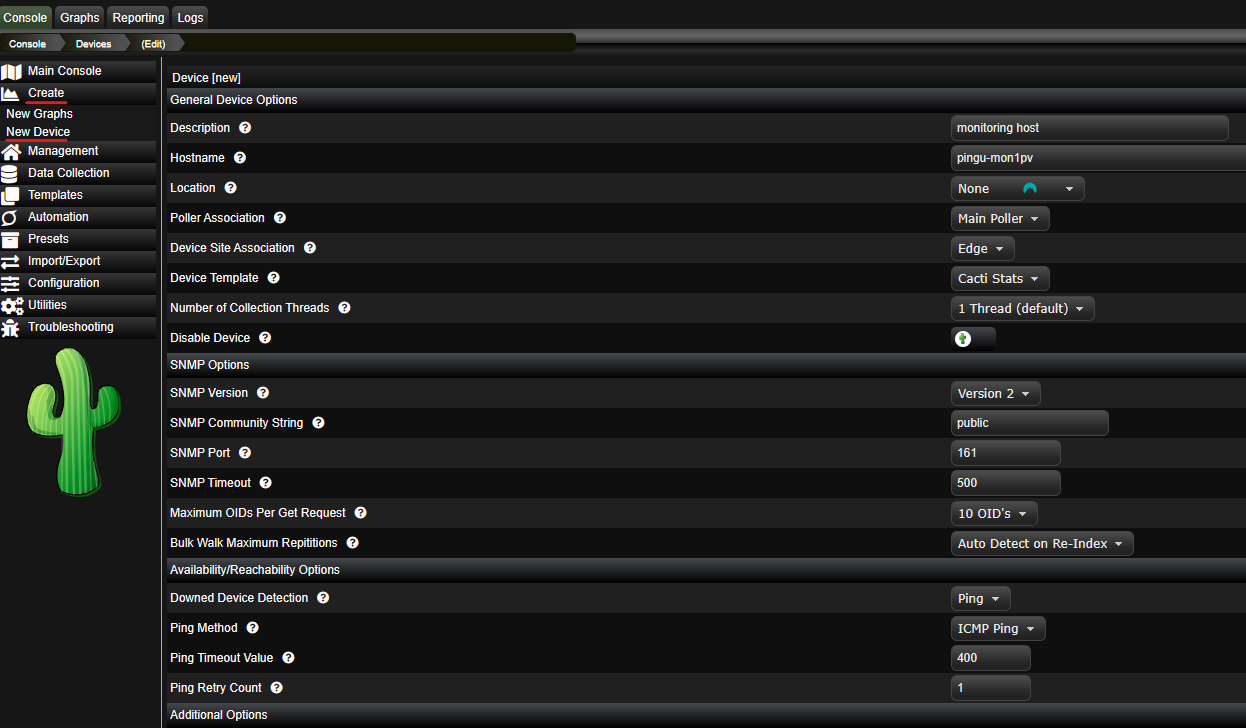 Console Graphs Reporting Logs
Console Devices (Edit)
Main Console
Create
New Graphs
New Device
Management
Data Collection
Templates
Automation
Presets
Import/Export
Configuration
Utilities
Troubleshooting
Device [new]
General Device Options
Description ? monitoring host
Hostname ? pingu-mon1pv
Location ? None
Poller Association ? Main Poller
Device Site Association ? Edge
Device Template ? Cacti Stats
Number of Collection Threads ? 1 Thread (default)
Disable Device ?
SNMP Options
SNMP Version ? Version 2
SNMP Community String ? public
SNMP Port ? 161
SNMP Timeout ? 500
Maximum OIDs Per Get Request ? 10 OID's
Bulk Walk Maximum Repititions ? Auto Detect on Re-Index
Availability/Reachability Options
Downed Device Detection ? Ping
Ping Method ? ICMP Ping
Ping Timeout Value ? 400
Ping Retry Count ? 1
Additional Options